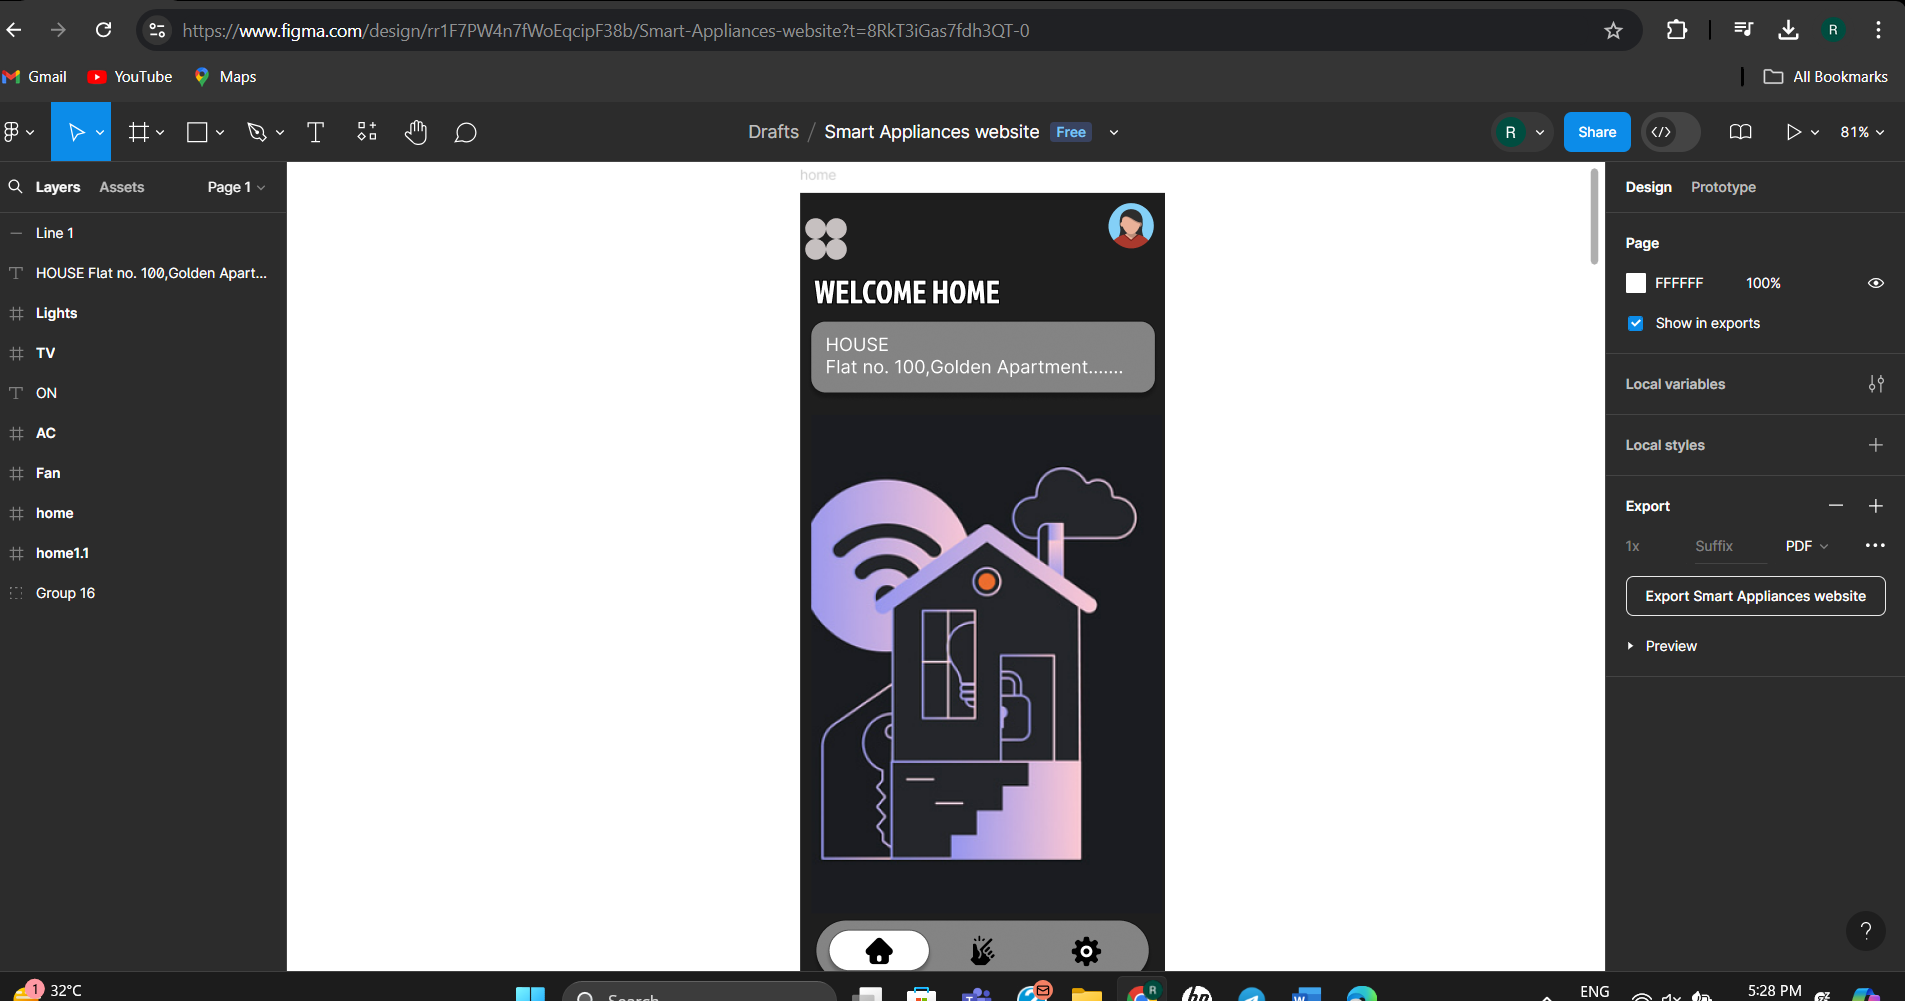 https://www.figma.com/design/rr1F7PW4n7fWoEqcipF38b/Smart-Appliances-website?t=8RkT3iGas7fdh3QT-0
R
Gmail
YouTube
Maps
All Bookmarks
Drafts / Smart Appliances website Free
R
Share
81%
Layers
Assets
Page 1
Line 1
HOUSE Flat no. 100,Golden Apart...
Lights
TV
ON
AC
Fan
home
home1.1
Group 16
home
WELCOME HOME
HOUSE
Flat no. 100,Golden Apartment.......
Design
Prototype
Page
FFFFFF
100%
Show in exports
Local variables
Local styles
Export
1x
Suffix
PDF
Export Smart Appliances website
Preview
?
1
32°C
Search
R
ENG
5:28 PM